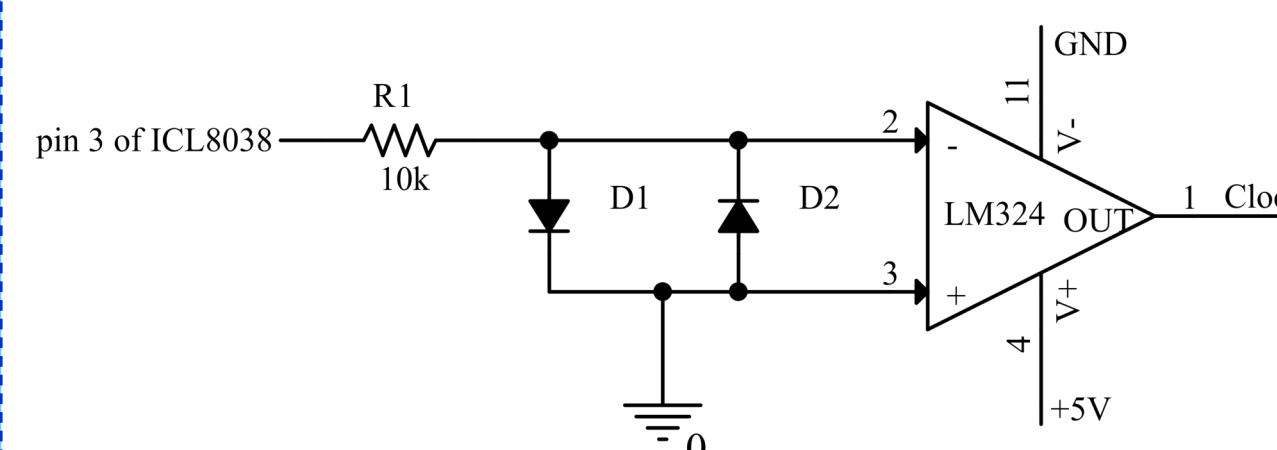 GND
11
V-
R1
pin 3 of ICL8038
10k
2
-
D1
D2
LM324
OUT
1
3
+
V+
4
+5V
0